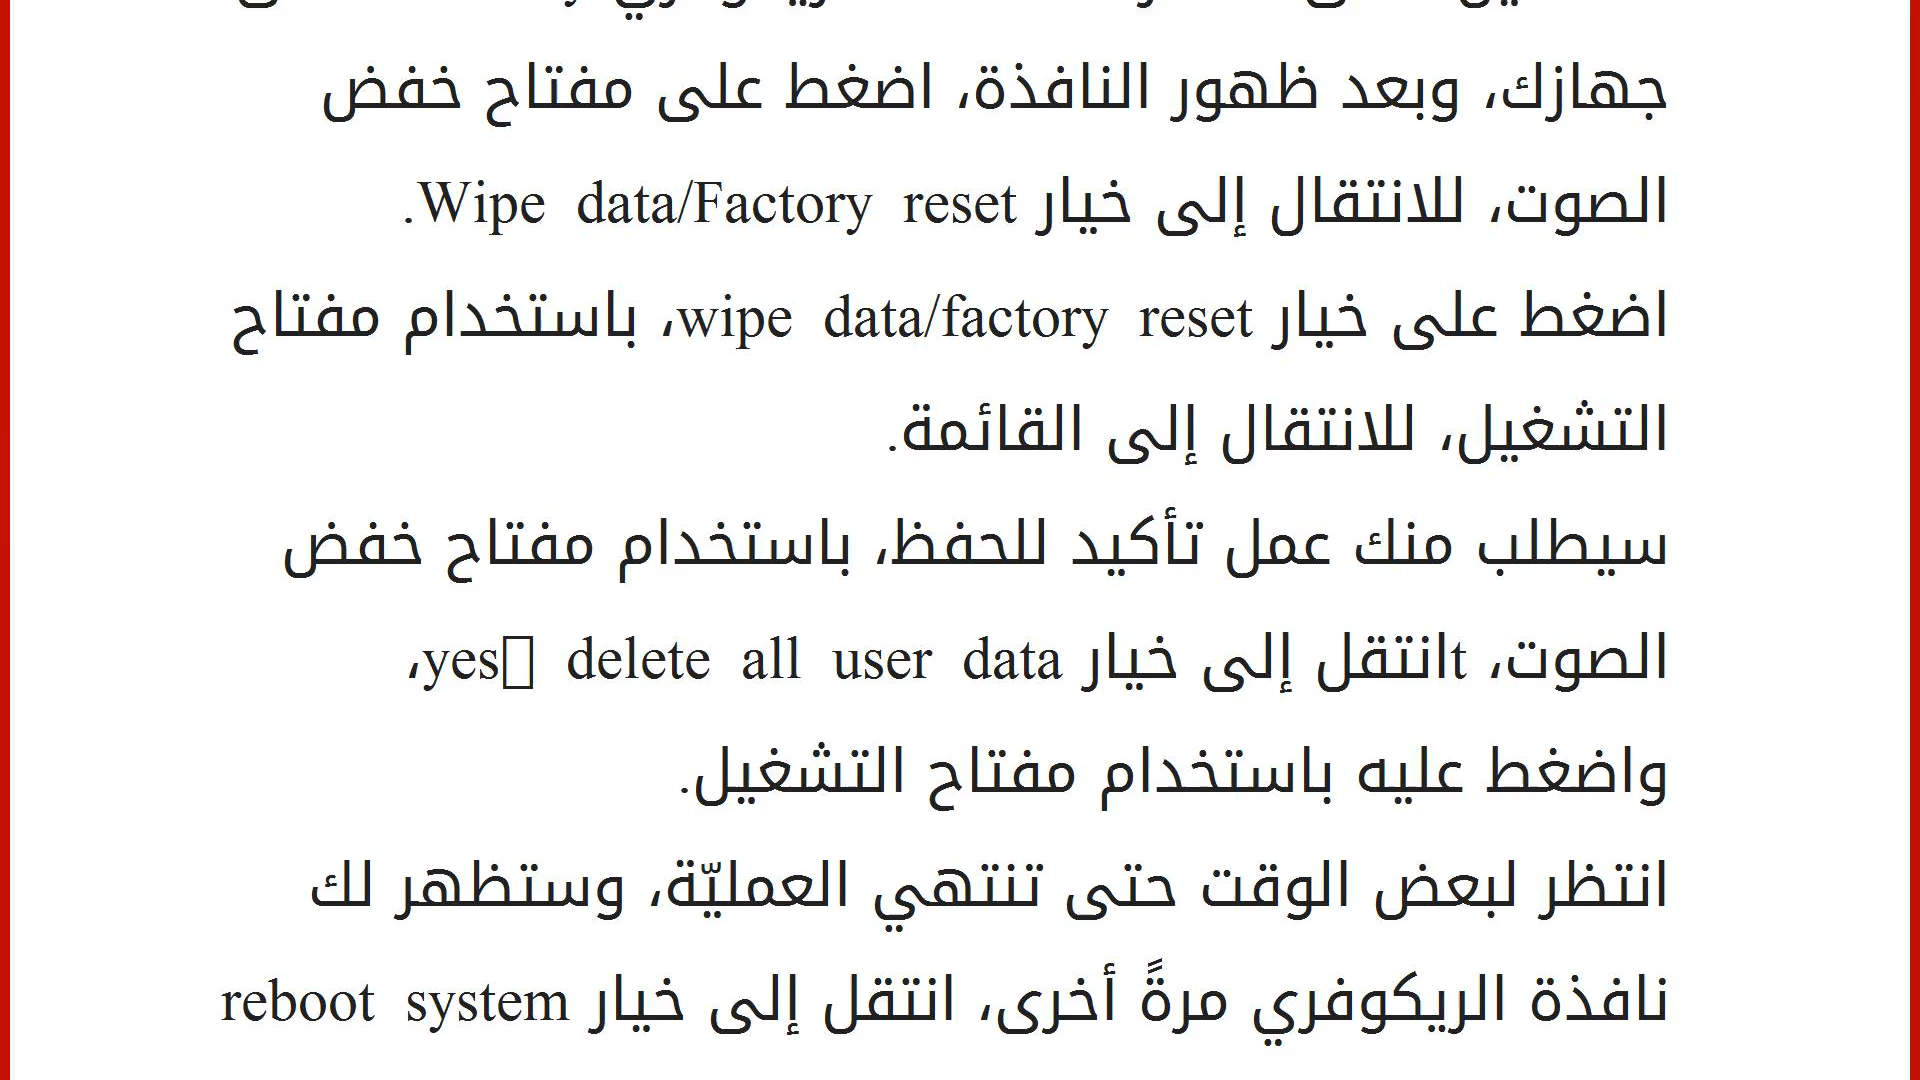 جهازك، وبعد ظهور النافذة، اضغط على مفتاح خفض
الصوت، للانتقال إلى خيار Wipe data/Factory reset.
اضغط على خيار wipe data/factory reset، باستخدام مفتاح
التشغيل، للانتقال إلى القائمة.
سيطلب منك عمل تأكيد للحفظ، باستخدام مفتاح خفض
الصوت، tانتقل إلى خيار yes delete all user data،
واضغط عليه باستخدام مفتاح التشغيل.
انتظر لبعض الوقت حتى تنتهي العمليّة، وستظهر لك
نافذة الريكوفري مرةً أخرى، انتقل إلى خيار reboot system